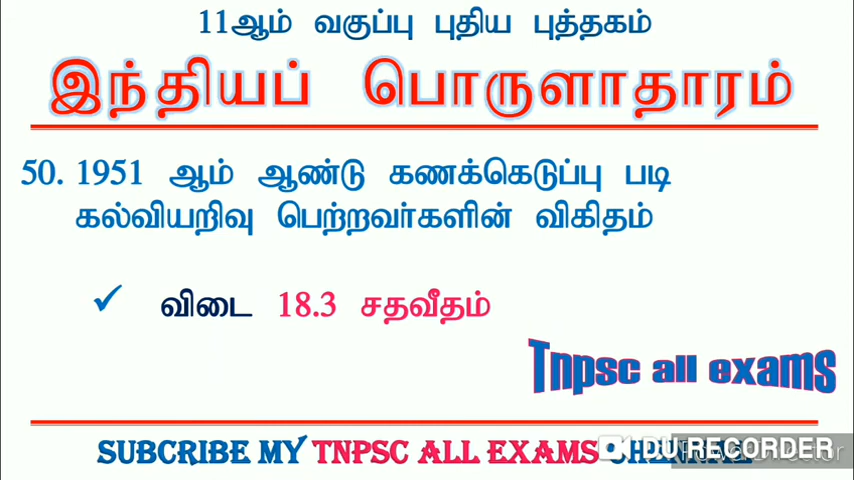 11ஆம் வகுப்பு புதிய புத்தகம்
இந்தியப் பொருளாதாரம்
50. 1951 ஆம் ஆண்டு கணக்கெடுப்பு படி
கல்வியறிவு பெற்றவர்களின் விகிதம்
✓ விடை 18.3 சதவீதம்
Tnpsc all exams
SUBCRIBE MY TNPSC ALL EXAMS
DU RECORDER